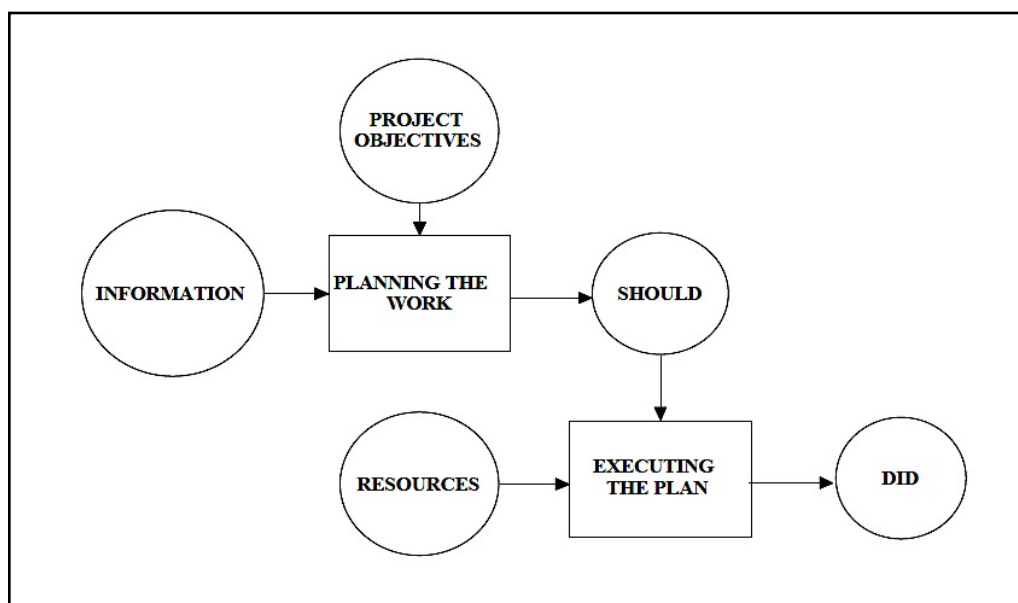 PROJECT
OBJECTIVES
INFORMATION
PLANNING THE
WORK
SHOULD
RESOURCES
EXECUTING
THE PLAN
DID